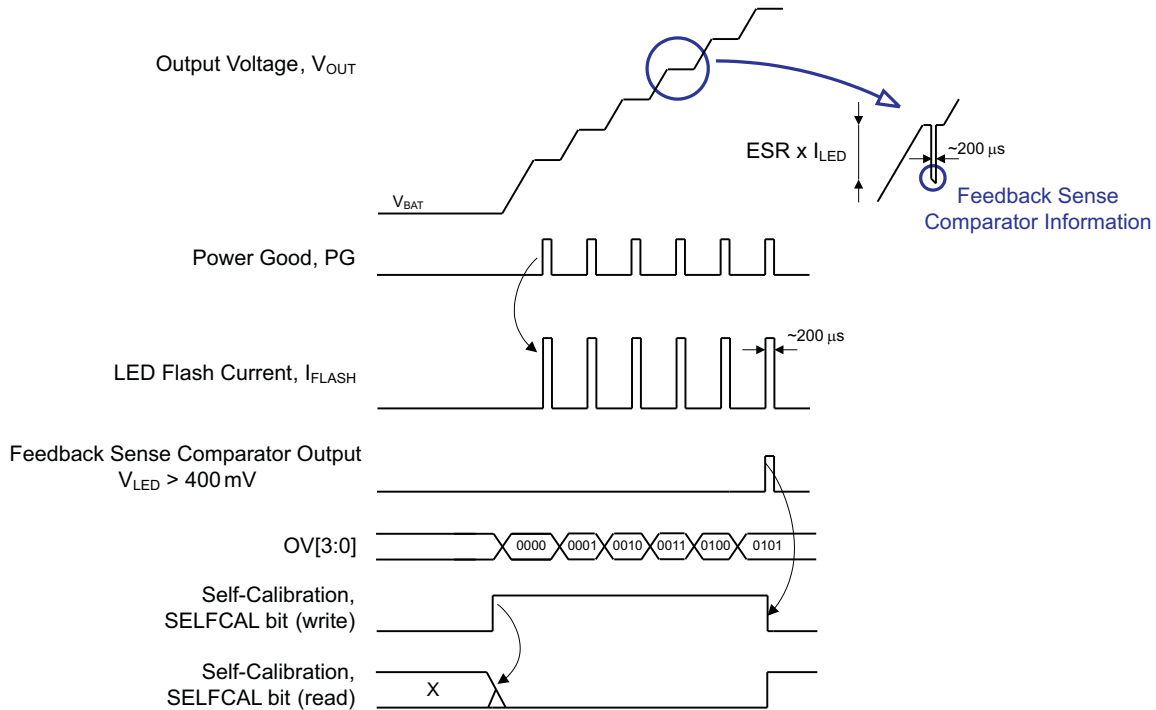 Output Voltage, VOUT
ESR x ILED
~200 µs
Feedback Sense
Comparator Information
VBAT
Power Good, PG
~200 µs
LED Flash Current, IFLASH
Feedback Sense Comparator Output
VLED > 400 mV
OV[3:0]
0000 0001 0010 0011 0100 0101
Self-Calibration,
SELFCAL bit (write)
Self-Calibration,
SELFCAL bit (read)
X